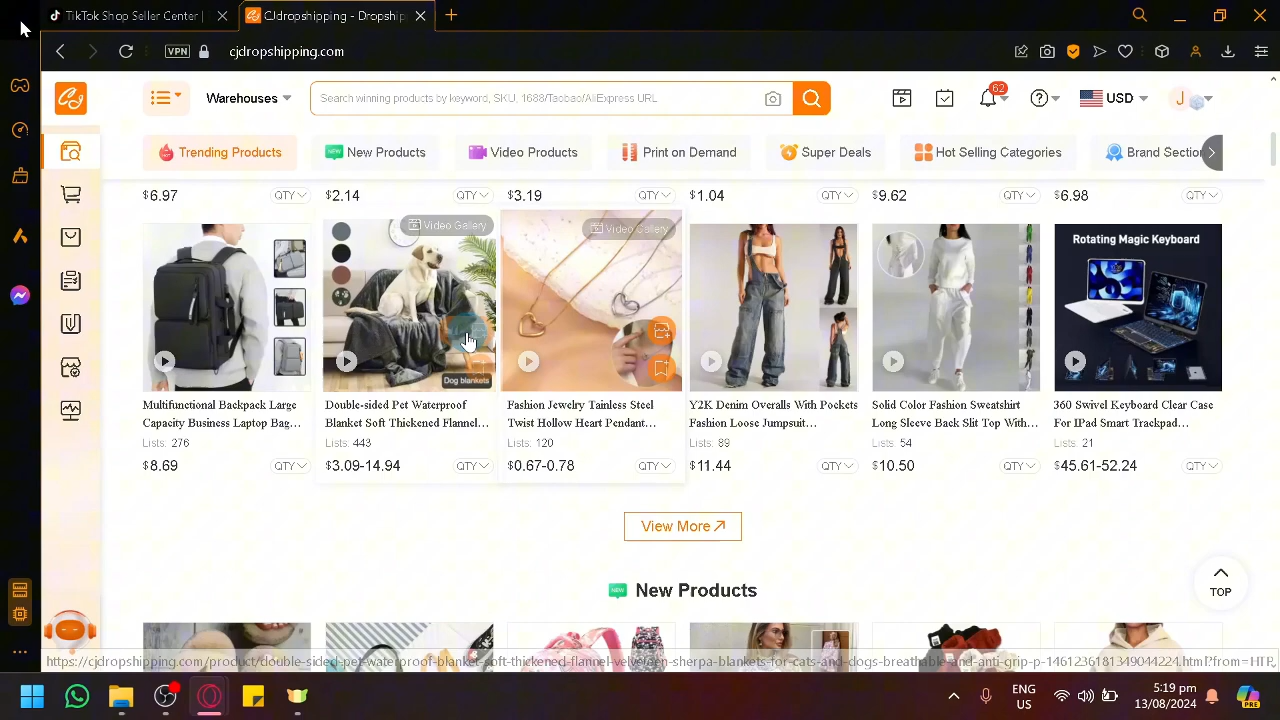 TikTok Shop Seller Center |
CJdropshipping - Dropship
VPN
cjdropshipping.com
Warehouses
Search winning products by keyword, SKU, 1688/Taobao/AliExpress URL
62
USD
J
Trending Products
New Products
Video Products
Print on Demand
Super Deals
Hot Selling Categories
Brand Section
$6.97 QTY
$2.14 QTY
$3.19 QTY
$1.04 QTY
$9.62 QTY
$6.98 QTY
Video Gallery
Video Gallery
Rotating Magic Keyboard
Dog blankets
Multifunctional Backpack Large
Capacity Business Laptop Bag...
Lists: 276
$8.69 QTY
Double-sided Pet Waterproof
Blanket Soft Thickened Flannel...
Lists: 443
$3.09-14.94 QTY
Fashion Jewelry Tainless Steel
Twist Hollow Heart Pendant...
Lists: 120
$0.67-0.78 QTY
Y2K Denim Overalls With Pockets
Fashion Loose Jumpsuit...
Lists: 89
$11.44 QTY
Solid Color Fashion Sweatshirt
Long Sleeve Back Slit Top With...
Lists: 54
$10.50 QTY
360 Swivel Keyboard Clear Case
For IPad Smart Trackpad...
Lists: 21
$45.61-52.24 QTY
View More
TOP
NEW New Products
https://cjdropshipping.com/product/double-sided-pet-waterproof-blanket-soft-thickened-flannel-velveteen-sherpa-blankets-for-cats-and-dogs-breathable-and-anti-grip-p-1461236181349044224.html?from=HTP
ENG
US
5:19 pm
13/08/2024
PRE